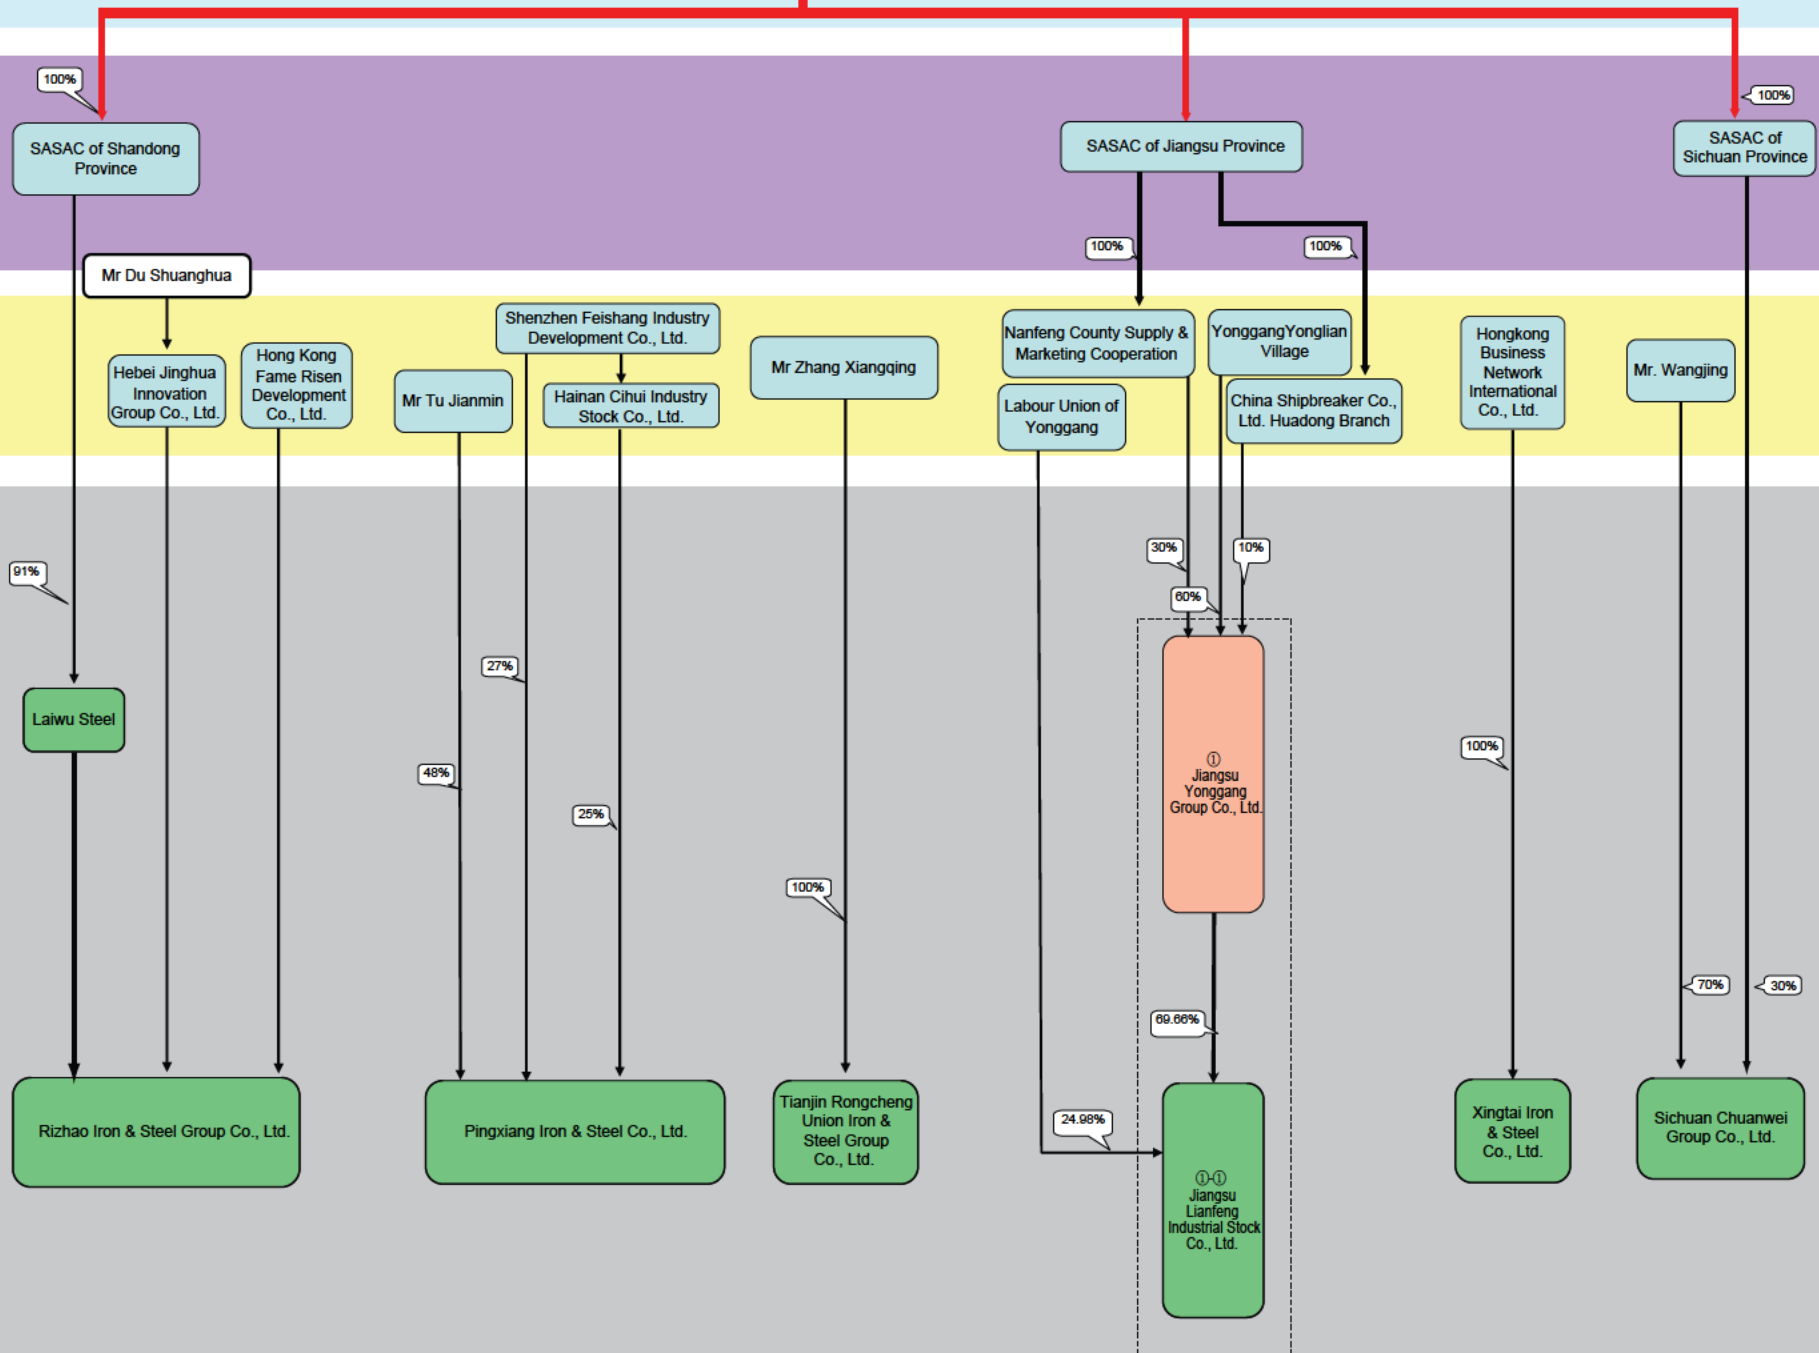 100%
100%
SASAC of Shandong
Province
SASAC of Jiangsu Province
SASAC of
Sichuan Province
100%
100%
Mr Du Shuanghua
Hebei Jinghua
Innovation
Group Co., Ltd.
Hong Kong
Fame Risen
Development
Co., Ltd.
Mr Tu Jianmin
Shenzhen Feishang Industry
Development Co., Ltd.
Hainan Cihui Industry
Stock Co., Ltd.
Mr Zhang Xiangqing
Nanfeng County Supply &
Marketing Cooperation
Labour Union of
Yonggang
YonggangYonglian
Village
China Shipbreaker Co.,
Ltd. Huadong Branch
Hongkong
Business
Network
International
Co., Ltd.
Mr. Wangjing
91%
30%
10%
60%
27%
Laiwu Steel
48%
25%
100%
①
Jiangsu
Yonggang
Group Co., Ltd.
100%
70%
30%
69.66%
24.98%
Rizhao Iron & Steel Group Co., Ltd.
Pingxiang Iron & Steel Co., Ltd.
Tianjin Rongcheng
Union Iron &
Steel Group
Co., Ltd.
①-①
Jiangsu
Lianfeng
Industrial Stock
Co., Ltd.
Xingtai Iron
& Steel
Co., Ltd.
Sichuan Chuanwei
Group Co., Ltd.